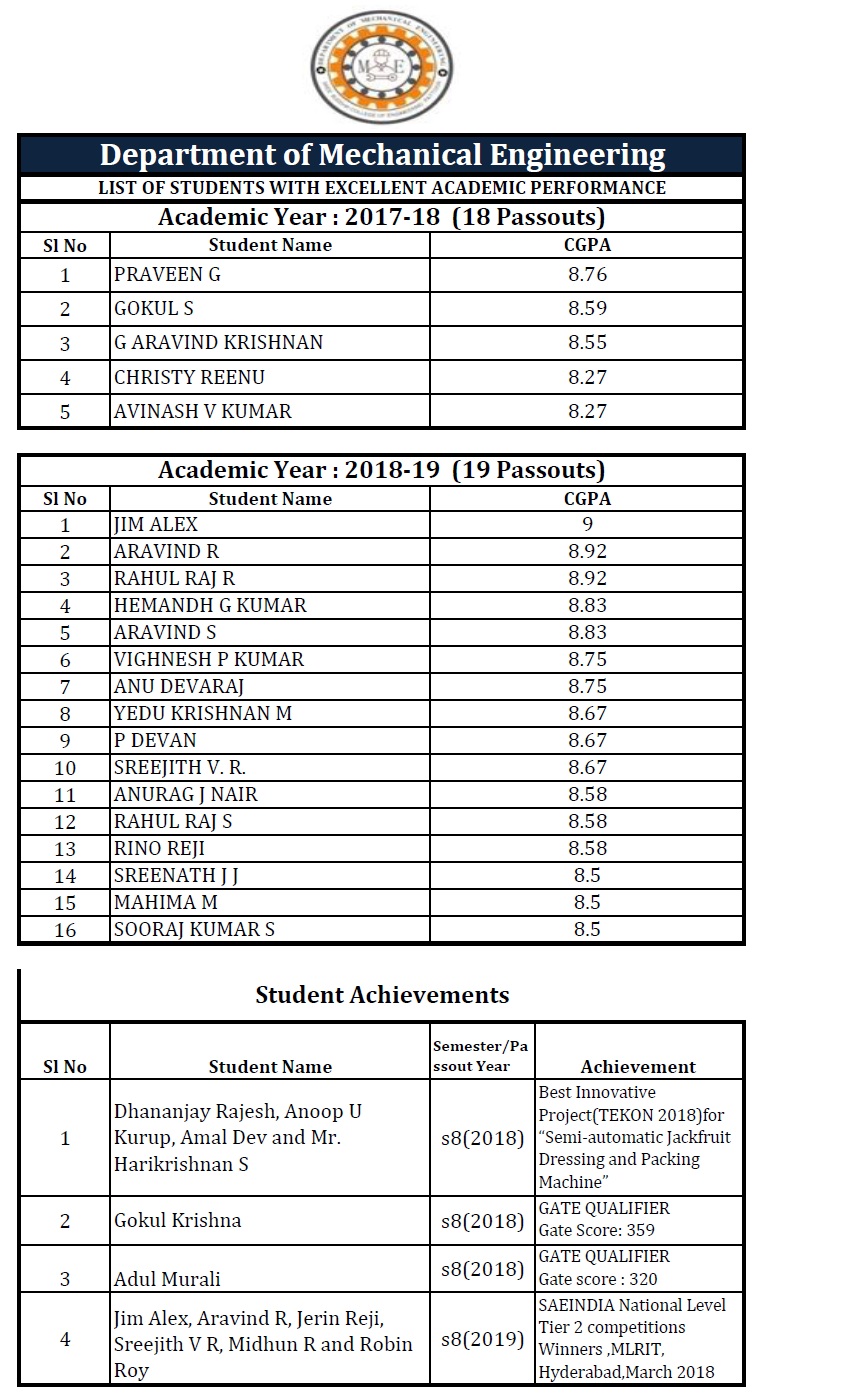 DEPARTMENT OF MECHANICAL ENGINEERING
M E
Department of Mechanical Engineering
LIST OF STUDENTS WITH EXCELLENT ACADEMIC PERFORMANCE
Academic Year : 2017-18 (18 Passouts)
Sl No Student Name CGPA
1 PRAVEEN G 8.76
2 GOKUL S 8.59
3 G ARAVIND KRISHNAN 8.55
4 CHRISTY REENU 8.27
5 AVINASH V KUMAR 8.27
Academic Year : 2018-19 (19 Passouts)
Sl No Student Name CGPA
1 JIM ALEX 9
2 ARAVIND R 8.92
3 RAHUL RAJ R 8.92
4 HEMANDH G KUMAR 8.83
5 ARAVIND S 8.83
6 VIGHNESH P KUMAR 8.75
7 ANU DEVARAJ 8.75
8 YEDU KRISHNAN M 8.67
9 P DEVAN 8.67
10 SREEJITH V. R. 8.67
11 ANURAG J NAIR 8.58
12 RAHUL RAJ S 8.58
13 RINO REJI 8.58
14 SREENATH J J 8.5
15 MAHIMA M 8.5
16 SOORAJ KUMAR S 8.5
Student Achievements
Sl No
Student Name
Semester/Pa
ssout Year
Achievement
1
Dhananjay Rajesh, Anoop U
Kurup, Amal Dev and Mr.
Harikrishnan S
s8(2018)
Best Innovative
Project(TEKON 2018)for
“Semi-automatic Jackfruit
Dressing and Packing
Machine”
2
Gokul Krishna
s8(2018)
GATE QUALIFIER
Gate Score: 359
3
Adul Murali
s8(2018)
GATE QUALIFIER
Gate score : 320
4
Jim Alex, Aravind R, Jerin Reji,
Sreejith V R, Midhun R and Robin
Roy
s8(2019)
SAEINDIA National Level
Tier 2 competitions
Winners ,MLRIT,
Hyderabad,March 2018